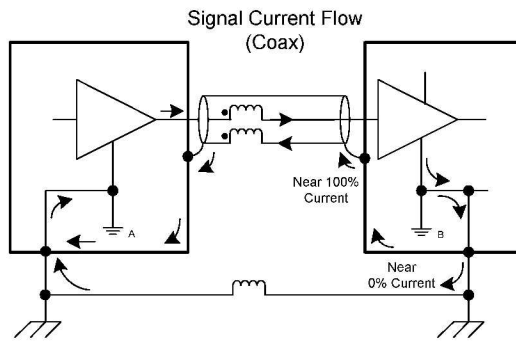 Signal Current Flow
(Coax)
Near 100%
Current
A
B
Near
0% Current